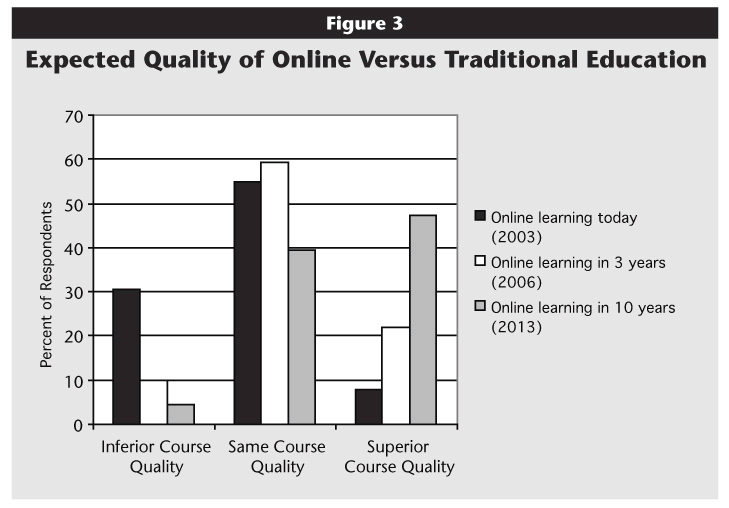 Figure 3
Expected Quality of Online Versus Traditional Education
Percent of Respondents
70
60
50
40
30
20
10
0
Inferior Course
Quality
Same Course
Quality
Superior
Course Quality
Online learning today
(2003)
Online learning in 3 years
(2006)
Online learning in 10 years
(2013)